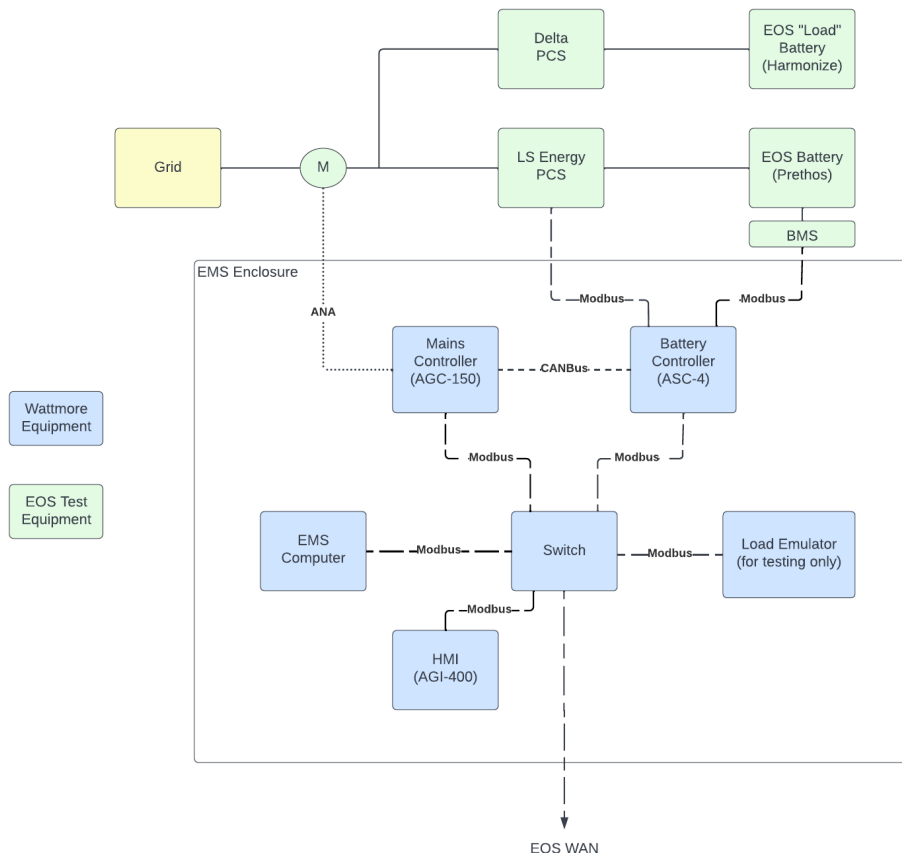 Delta
PCS
EOS "Load"
Battery
(Harmonize)
Grid
M
LS Energy
PCS
EOS Battery
(Prethos)
BMS
EMS Enclosure
Modbus
Modbus
ANA
Mains
Controller
(AGC-150)
CANBus
Battery
Controller
(ASC-4)
Wattmore
Equipment
Modbus
Modbus
EOS Test
Equipment
EMS
Computer
Modbus
Switch
Modbus
Load Emulator
(for testing only)
Modbus
HMI
(AGI-400)
EOS WAN